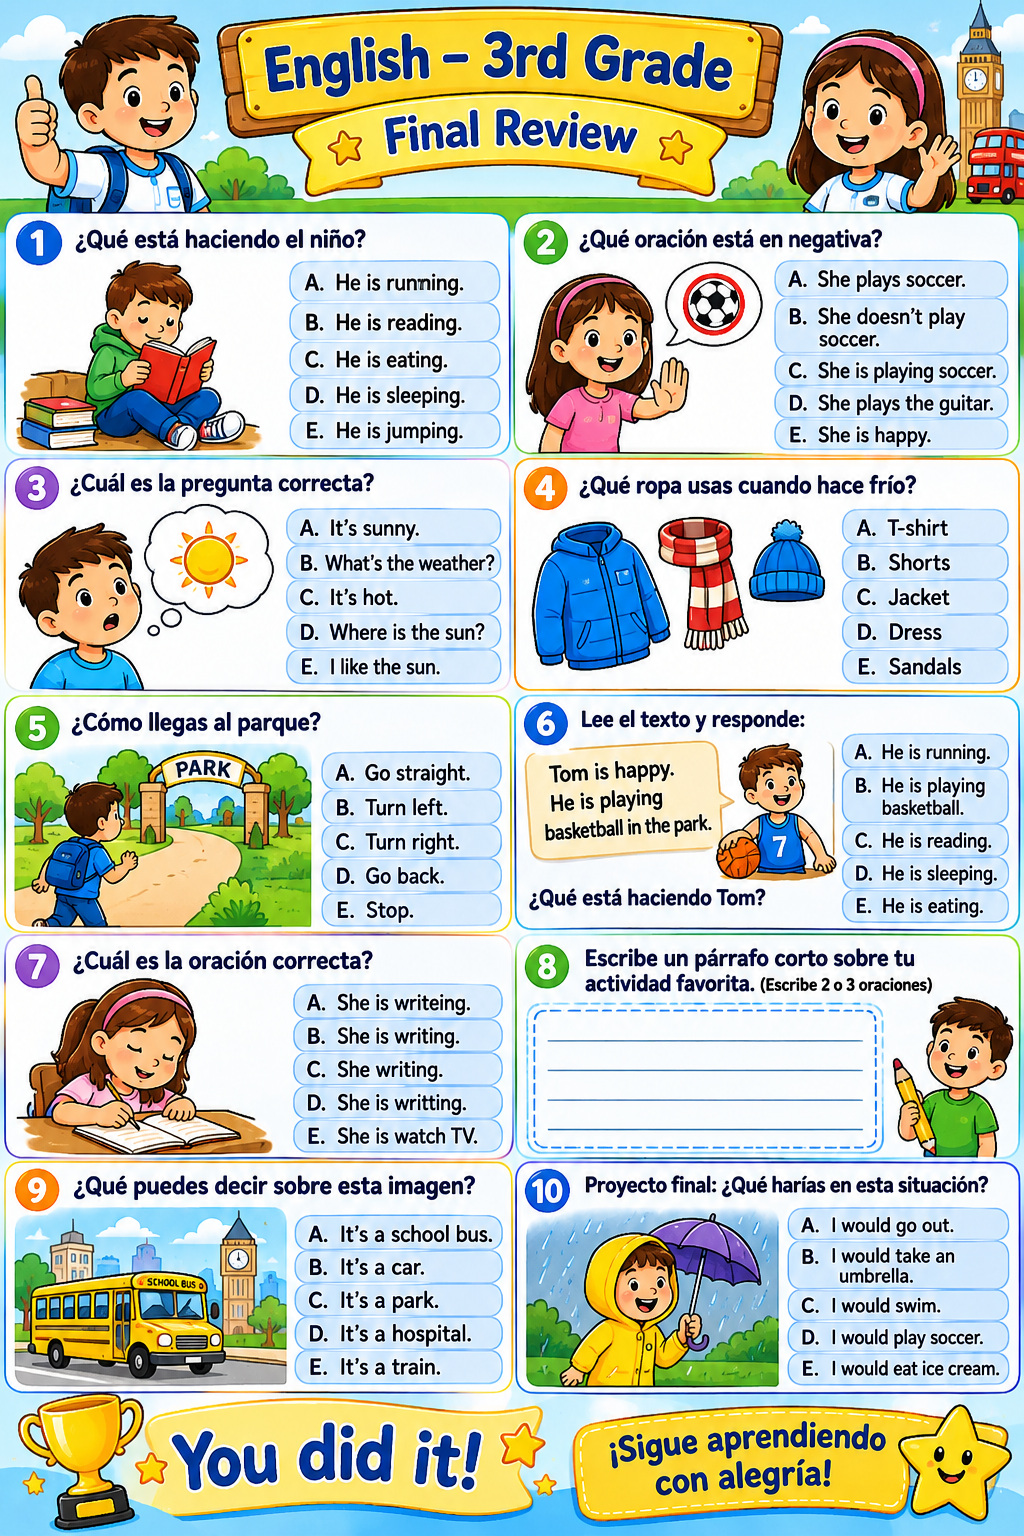 English – 3rd Grade
Final Review
1 ¿Qué está haciendo el niño?
A. He is running.
B. He is reading.
C. He is eating.
D. He is sleeping.
E. He is jumping.
2 ¿Qué oración está en negativa?
A. She plays soccer.
B. She doesn't play
soccer.
C. She is playing soccer.
D. She plays the guitar.
E. She is happy.
3 ¿Cuál es la pregunta correcta?
A. It's sunny.
B. What's the weather?
C. It's hot.
D. Where is the sun?
E. I like the sun.
4 ¿Qué ropa usas cuando hace frío?
A. T-shirt
B. Shorts
C. Jacket
D. Dress
E. Sandals
5 ¿Cómo llegas al parque?
PARK
A. Go straight.
B. Turn left.
C. Turn right.
D. Go back.
E. Stop.
6 Lee el texto y responde:
Tom is happy.
He is playing
basketball in the park.
7
¿Qué está haciendo Tom?
A. He is running.
B. He is playing
basketball.
C. He is reading.
D. He is sleeping.
E. He is eating.
7 ¿Cuál es la oración correcta?
A. She is writeing.
B. She is writing.
C. She writing.
D. She is writting.
E. She is watch TV.
8 Escribe un párrafo corto sobre tu
actividad favorita. (Escribe 2 o 3 oraciones)
9 ¿Qué puedes decir sobre esta imagen?
SCHOOL BUS
A. It's a school bus.
B. It's a car.
C. It's a park.
D. It's a hospital.
E. It's a train.
10 Proyecto final: ¿Qué harías en esta situación?
A. I would go out.
B. I would take an
umbrella.
C. I would swim.
D. I would play soccer.
E. I would eat ice cream.
You did it!
¡Sigue aprendiendo
con alegría!